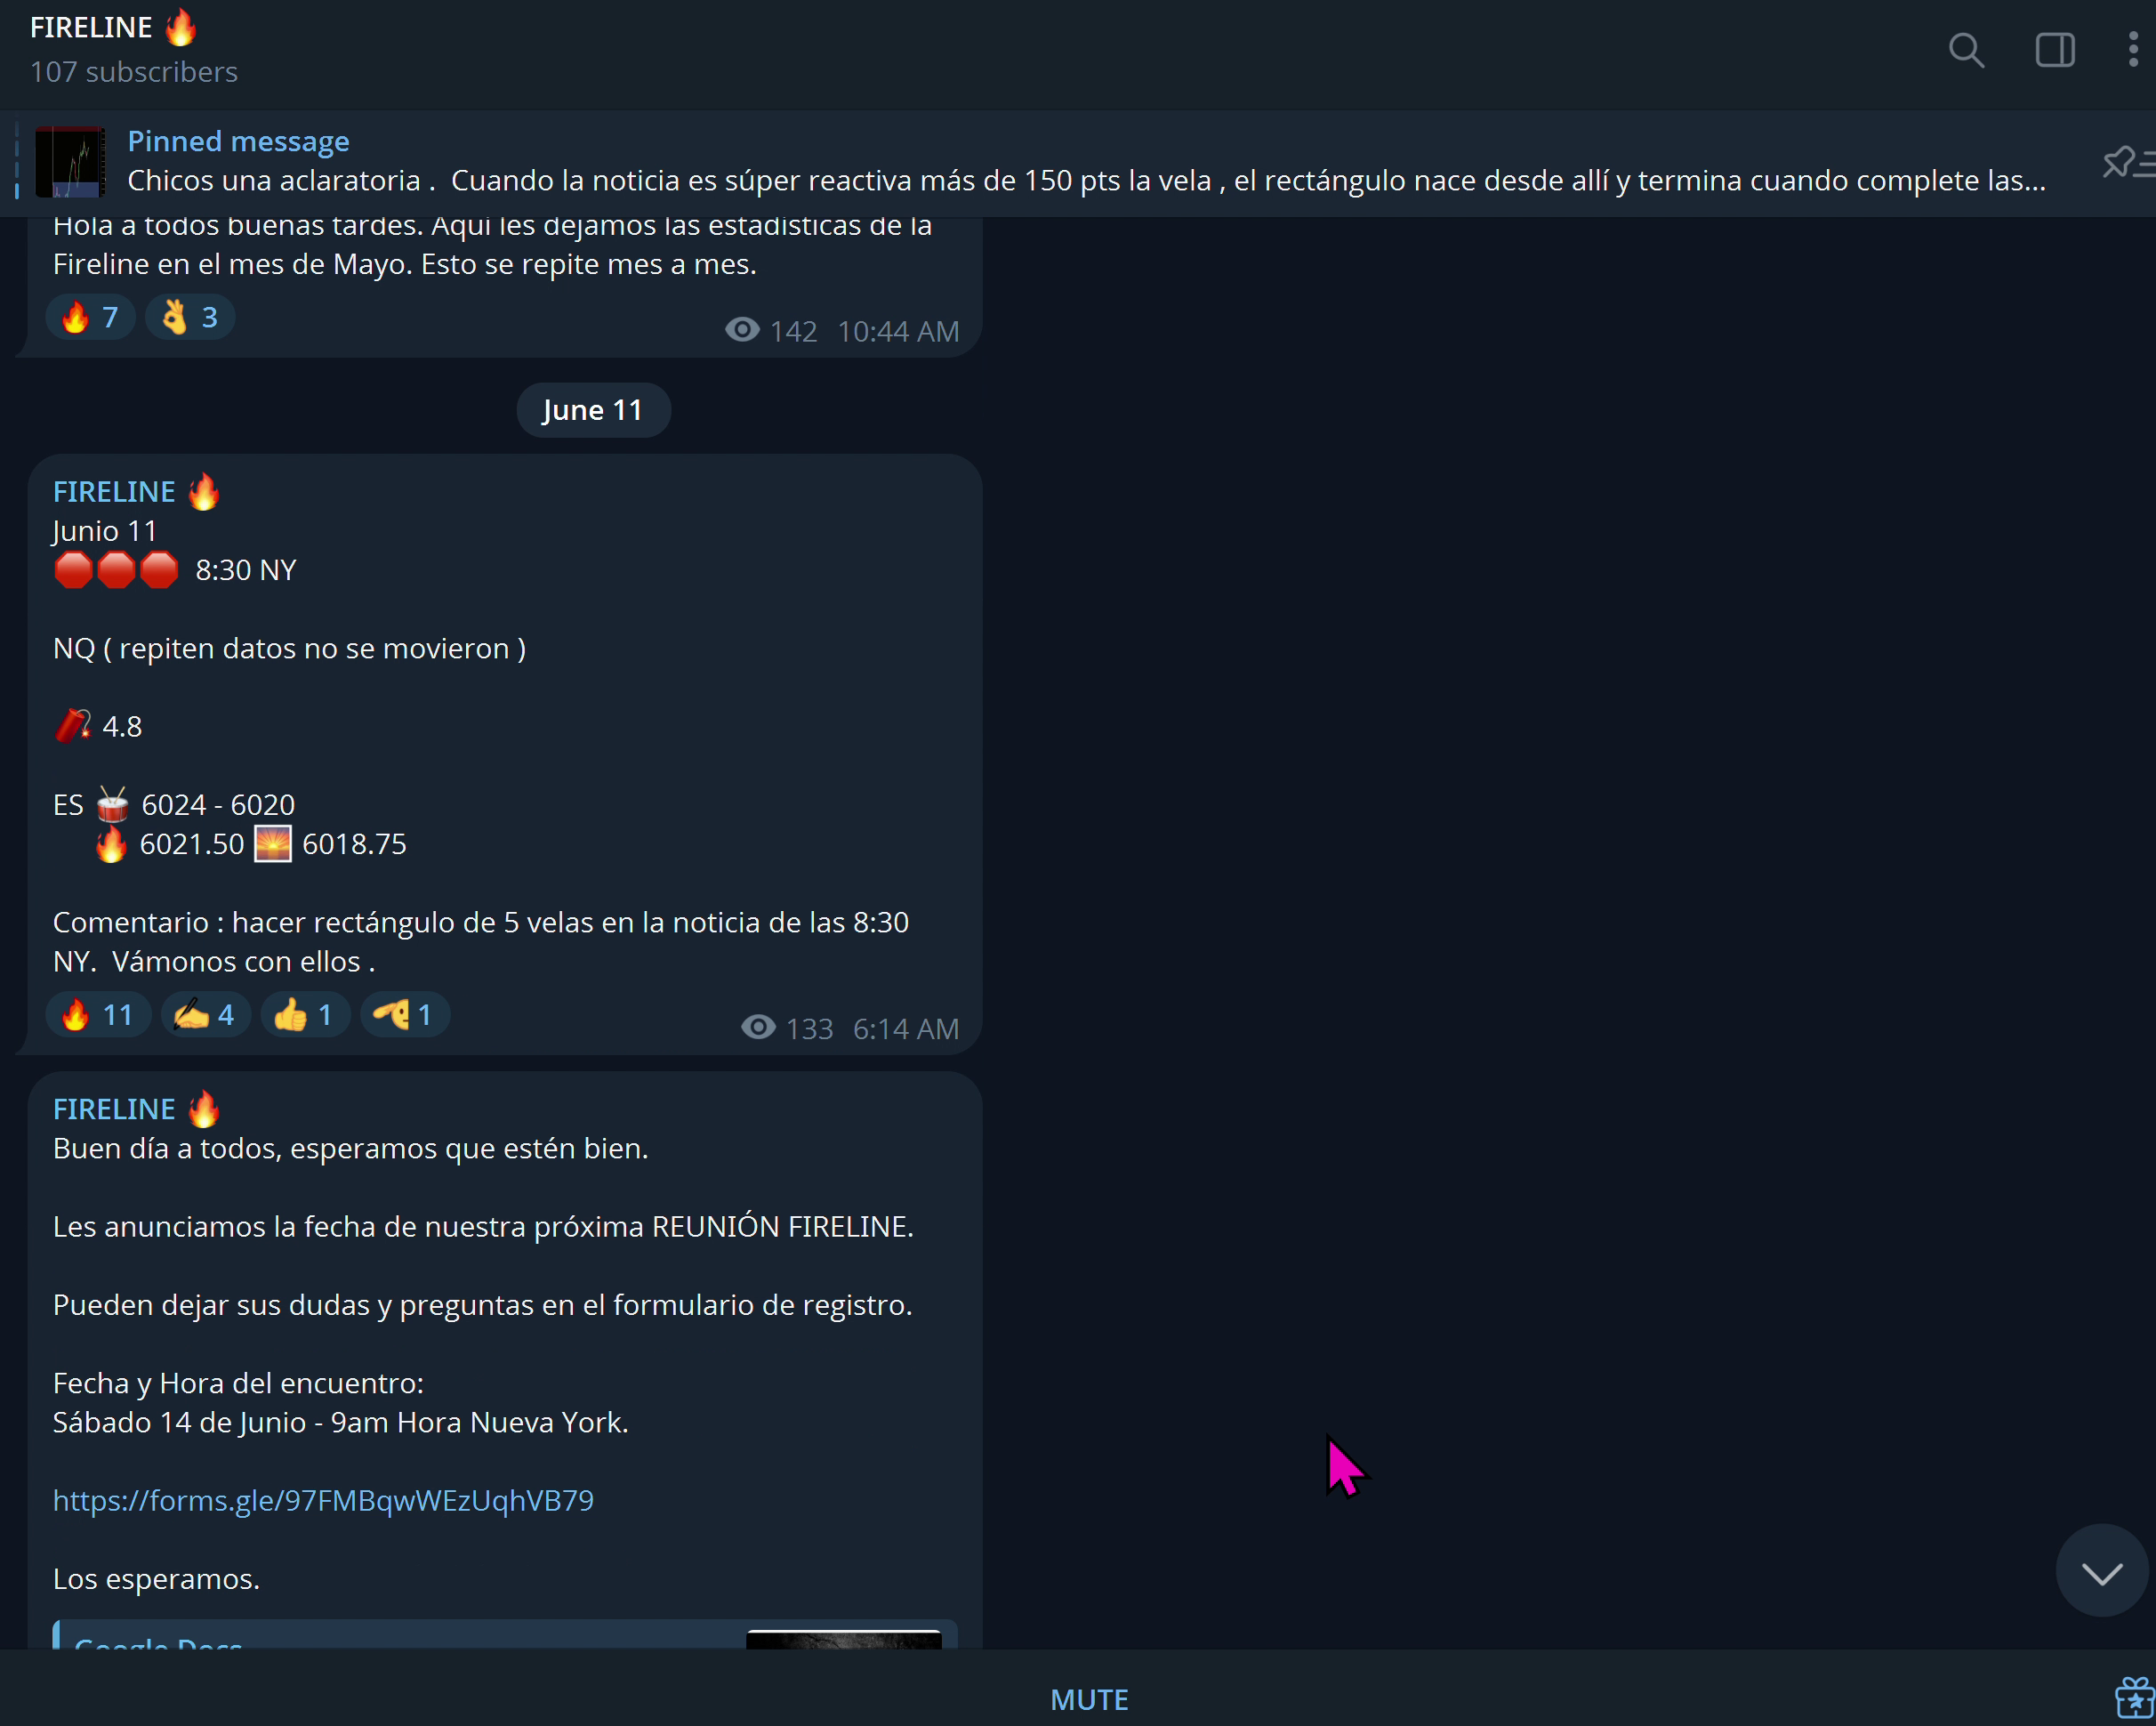 FIRELINE 🔥
107 subscribers
Pinned message
Chicos una aclaratoria .  Cuando la noticia es súper reactiva más de 150 pts la vela , el rectángulo nace desde allí y termina cuando complete las...
Hola a todos buenas tardes. Aquí les dejamos las estadísticas de la
Fireline en el mes de Mayo. Esto se repite mes a mes.
🔥 7 👌 3
142 10:44 AM
June 11
FIRELINE 🔥
Junio 11
🛑🛑🛑 8:30 NY
NQ ( repiten datos no se movieron )
🧨 4.8
ES 🥁 6024 - 6020
🔥 6021.50 🌅 6018.75
Comentario : hacer rectángulo de 5 velas en la noticia de las 8:30
NY.  Vámonos con ellos .
🔥 11 ✍ 4 👍 1 🫡 1
133 6:14 AM
FIRELINE 🔥
Buen día a todos, esperamos que estén bien.
Les anunciamos la fecha de nuestra próxima REUNIÓN FIRELINE.
Pueden dejar sus dudas y preguntas en el formulario de registro.
Fecha y Hora del encuentro:
Sábado 14 de Junio - 9am Hora Nueva York.
https://forms.gle/97FMBqwWEzUqhVB79
Los esperamos.
Google Docs
MUTE